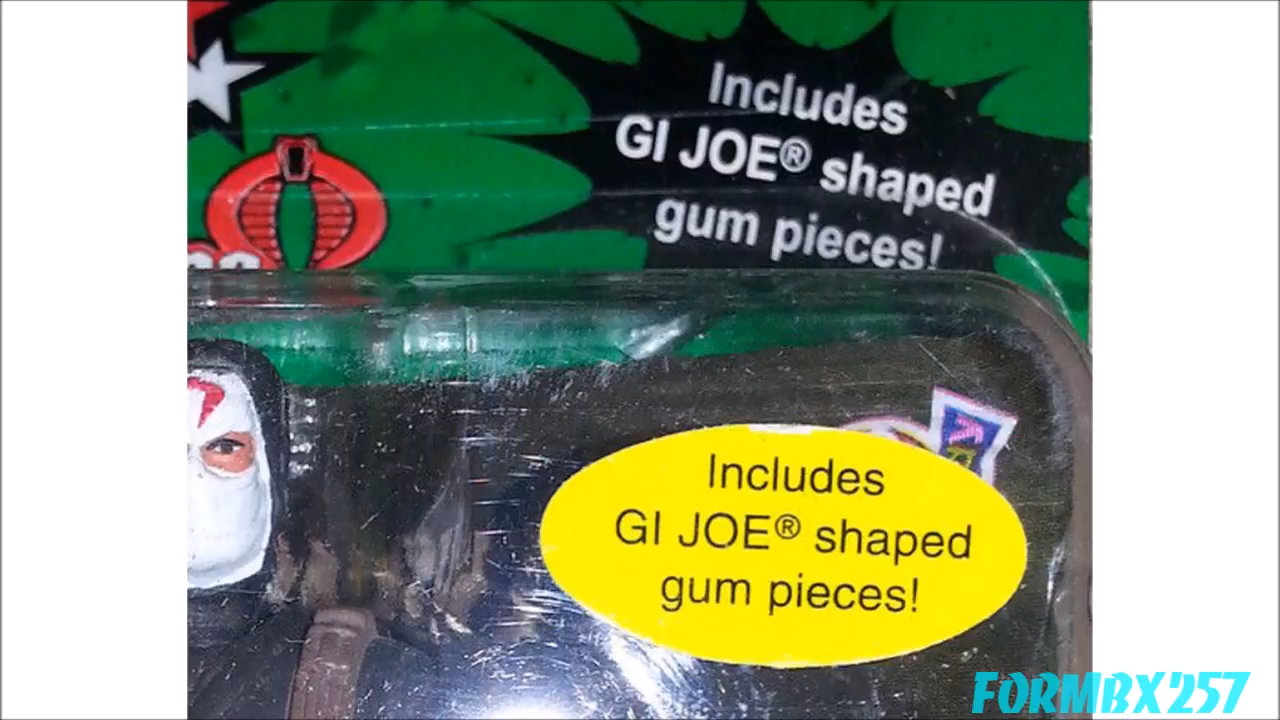 Includes
GI JOE® shaped
gum pieces!
Includes
GI JOE® shaped
gum pieces!
FORMBX257